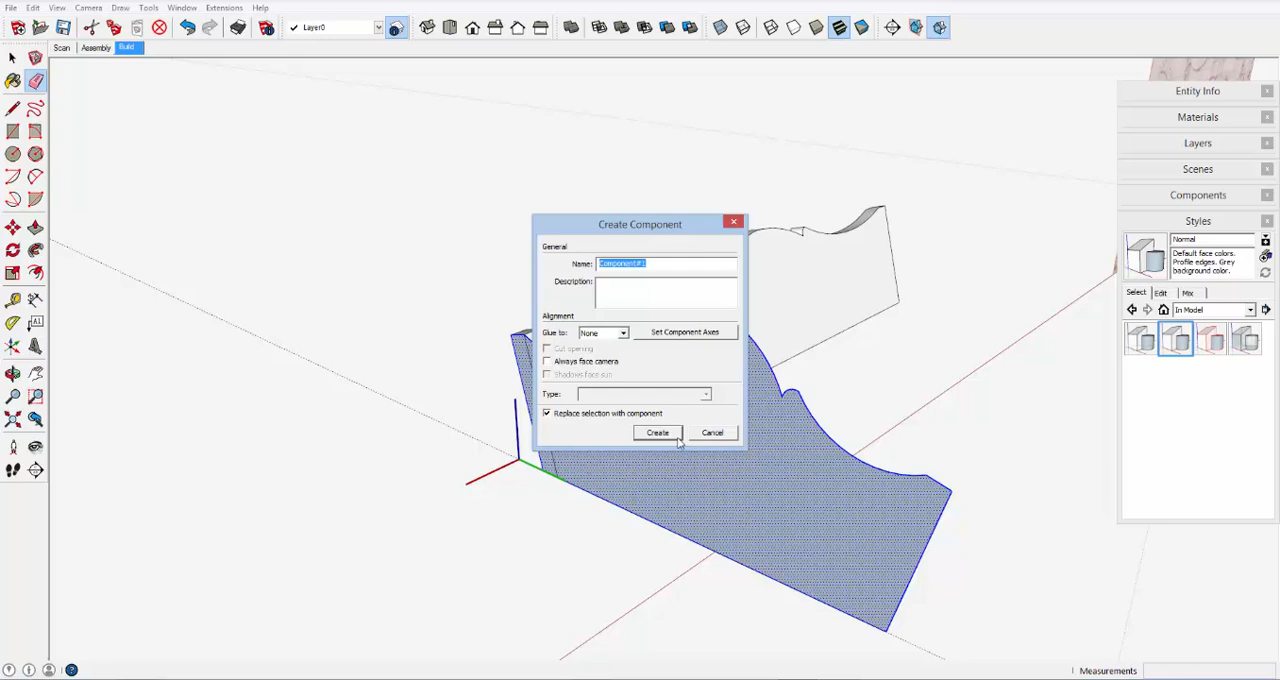 File Edit View Camera Draw Tools Window Extensions Help
Layer0
Scan Assembly Build
Entity Info
Materials
Layers
Scenes
Components
Styles
Normal
Default face colors.
Profile edges. Grey
background color.
Select Edit Mix
In Model
Create Component
General
Name: Component#1
Description:
Alignment
Glue to: None Set Component Axes
Cut opening
Always face camera
Shadows face sun
Type:
Replace selection with component
Create Cancel
Measurements